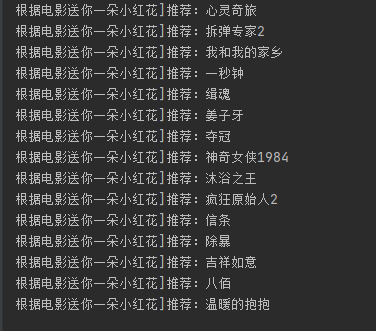 根据电影送你一朵小红花]推荐: 心灵奇旅
根据电影送你一朵小红花]推荐: 拆弹专家2
根据电影送你一朵小红花]推荐: 我和我的家乡
根据电影送你一朵小红花]推荐: 一秒钟
根据电影送你一朵小红花]推荐: 缉魂
根据电影送你一朵小红花]推荐: 姜子牙
根据电影送你一朵小红花]推荐: 夺冠
根据电影送你一朵小红花]推荐: 神奇女侠1984
根据电影送你一朵小红花]推荐: 沐浴之王
根据电影送你一朵小红花]推荐: 疯狂原始人2
根据电影送你一朵小红花]推荐: 信条
根据电影送你一朵小红花]推荐: 除暴
根据电影送你一朵小红花]推荐: 吉祥如意
根据电影送你一朵小红花]推荐: 八佰
根据电影送你一朵小红花]推荐: 温暖的抱抱